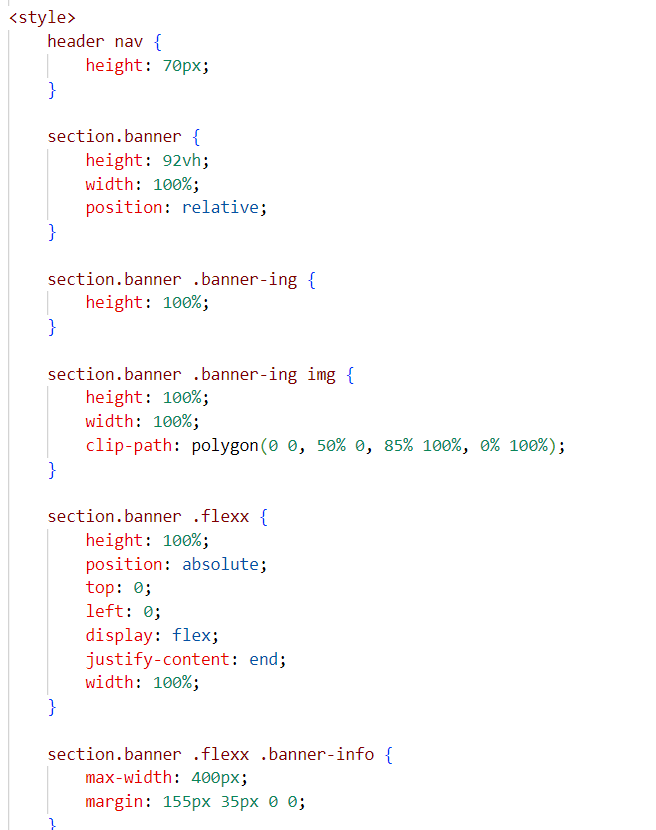 <style>
header nav {
height: 70px;
}
section.banner {
height: 92vh;
width: 100%;
position: relative;
}
section.banner .banner-ing {
height: 100%;
}
section.banner .banner-ing img {
height: 100%;
width: 100%;
clip-path: polygon(0 0, 50% 0, 85% 100%, 0% 100%);
}
section.banner .flexx {
height: 100%;
position: absolute;
top: 0;
left: 0;
display: flex;
justify-content: end;
width: 100%;
}
section.banner .flexx .banner-info {
max-width: 400px;
margin: 155px 35px 0 0;
}